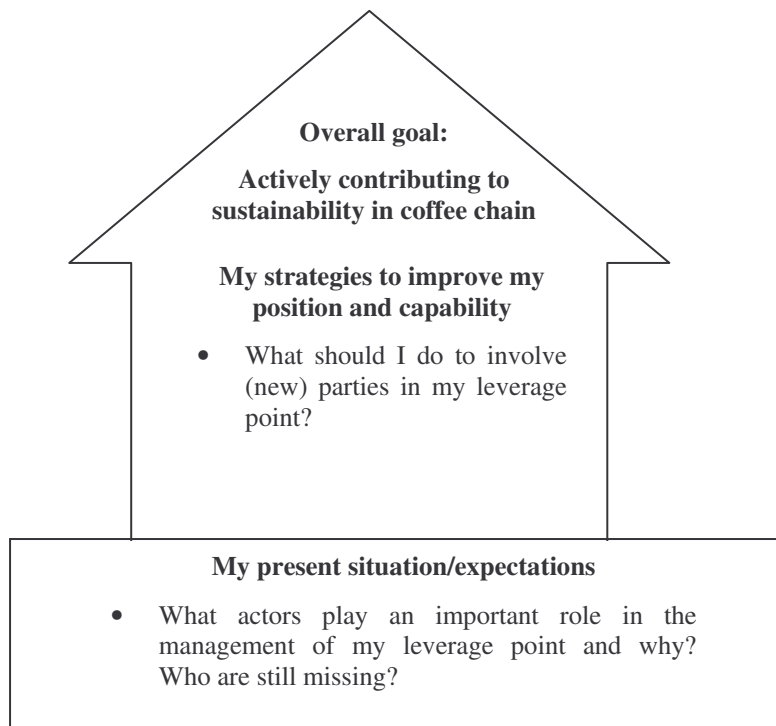 Overall goal:
Actively contributing to
sustainability in coffee chain
My strategies to improve my
position and capability
• What should I do to involve
(new) parties in my leverage
point?
My present situation/expectations
• What actors play an important role in the
management of my leverage point and why?
Who are still missing?